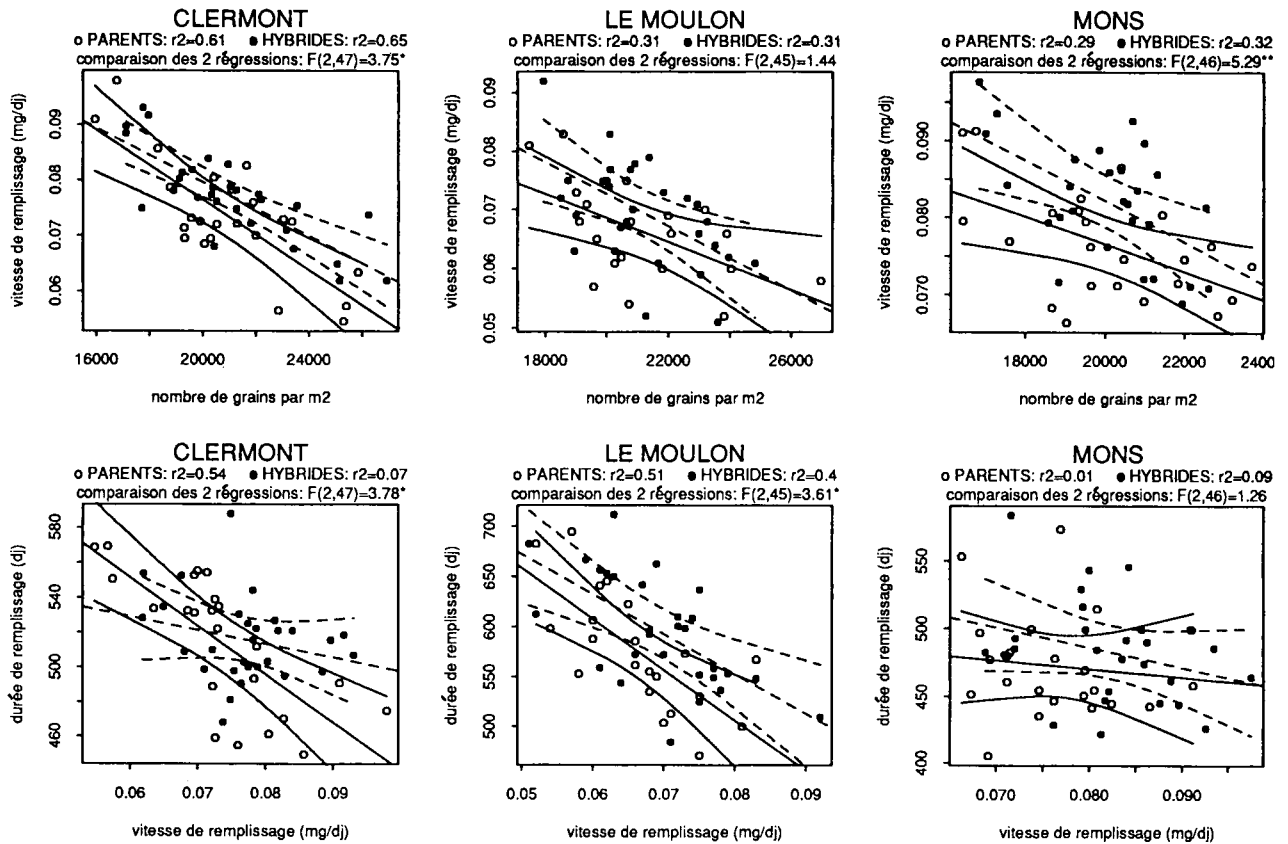 CLERMONT
o PARENTS: r2=0.61 ● HYBRIDES: r2=0.65
comparaison des 2 régressions: F(2,47)=3.75*
vitesse de remplissage (mg/dj)
0.09
0.08
0.07
0.06
16000 20000 24000
nombre de grains par m2
LE MOULON
o PARENTS: r2=0.31 ● HYBRIDES: r2=0.31
comparaison des 2 régressions: F(2,45)=1.44
vitesse de remplissage (mg/dj)
0.09
0.08
0.07
0.06
0.05
18000 22000 26000
nombre de grains par m2
MONS
o PARENTS: r2=0.29 ● HYBRIDES: r2=0.32
comparaison des 2 régressions: F(2,46)=5.29**
vitesse de remplissage (mg/dj)
0.090
0.080
0.070
18000 20000 22000 2400
nombre de grains par m2
CLERMONT
o PARENTS: r2=0.54 ● HYBRIDES: r2=0.07
comparaison des 2 régressions: F(2,47)=3.78*
durée de remplissage (dj)
580
540
500
460
0.06 0.07 0.08 0.09
vitesse de remplissage (mg/dj)
LE MOULON
o PARENTS: r2=0.51 ● HYBRIDES: r2=0.4
comparaison des 2 régressions: F(2,45)=3.61*
durée de remplissage (dj)
700
650
600
550
500
0.05 0.06 0.07 0.08 0.09
vitesse de remplissage (mg/dj)
MONS
o PARENTS: r2=0.01 ● HYBRIDES: r2=0.09
comparaison des 2 régressions: F(2,46)=1.26
durée de remplissage (dj)
550
500
450
400
0.070 0.080 0.090
vitesse de remplissage (mg/dj)